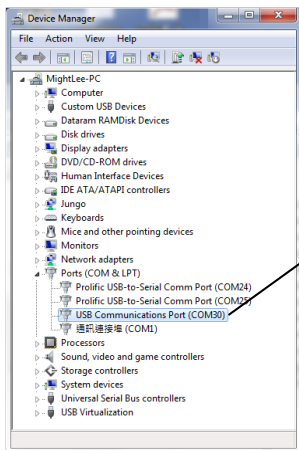 Device Manager
File Action View Help
MightLee-PC
Computer
Custom USB Devices
Dataram RAMDisk Devices
Disk drives
Display adapters
DVD/CD-ROM drives
Human Interface Devices
IDE ATA/ATAPI controllers
Jungo
Keyboards
Mice and other pointing devices
Monitors
Network adapters
Ports (COM & LPT)
Prolific USB-to-Serial Comm Port (COM24)
Prolific USB-to-Serial Comm Port (COM25)
USB Communications Port (COM30)
通訊連接埠 (COM1)
Processors
Sound, video and game controllers
Storage controllers
System devices
Universal Serial Bus controllers
USB Virtualization